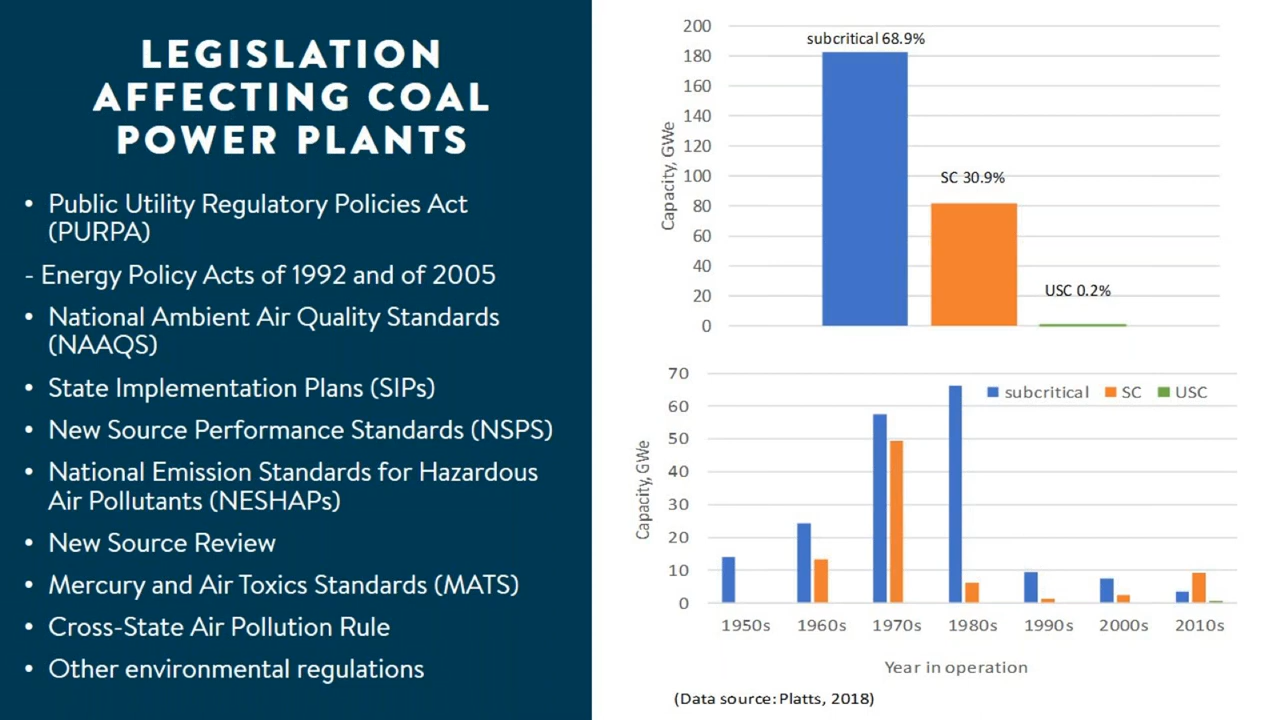 LEGISLATION
AFFECTING COAL
POWER PLANTS
• Public Utility Regulatory Policies Act
(PURPA)
- Energy Policy Acts of 1992 and of 2005
• National Ambient Air Quality Standards
(NAAQS)
• State Implementation Plans (SIPs)
• New Source Performance Standards (NSPS)
• National Emission Standards for Hazardous
Air Pollutants (NESHAPs)
• New Source Review
• Mercury and Air Toxics Standards (MATS)
• Cross-State Air Pollution Rule
• Other environmental regulations
Capacity, GWe
200
180
160
140
120
100
80
60
40
20
0
subcritical 68.9%
SC 30.9%
USC 0.2%
Capacity, GWe
70
60
50
40
30
20
10
0
subcritical SC USC
1950s 1960s 1970s 1980s 1990s 2000s 2010s
Year in operation
(Data source: Platts, 2018)